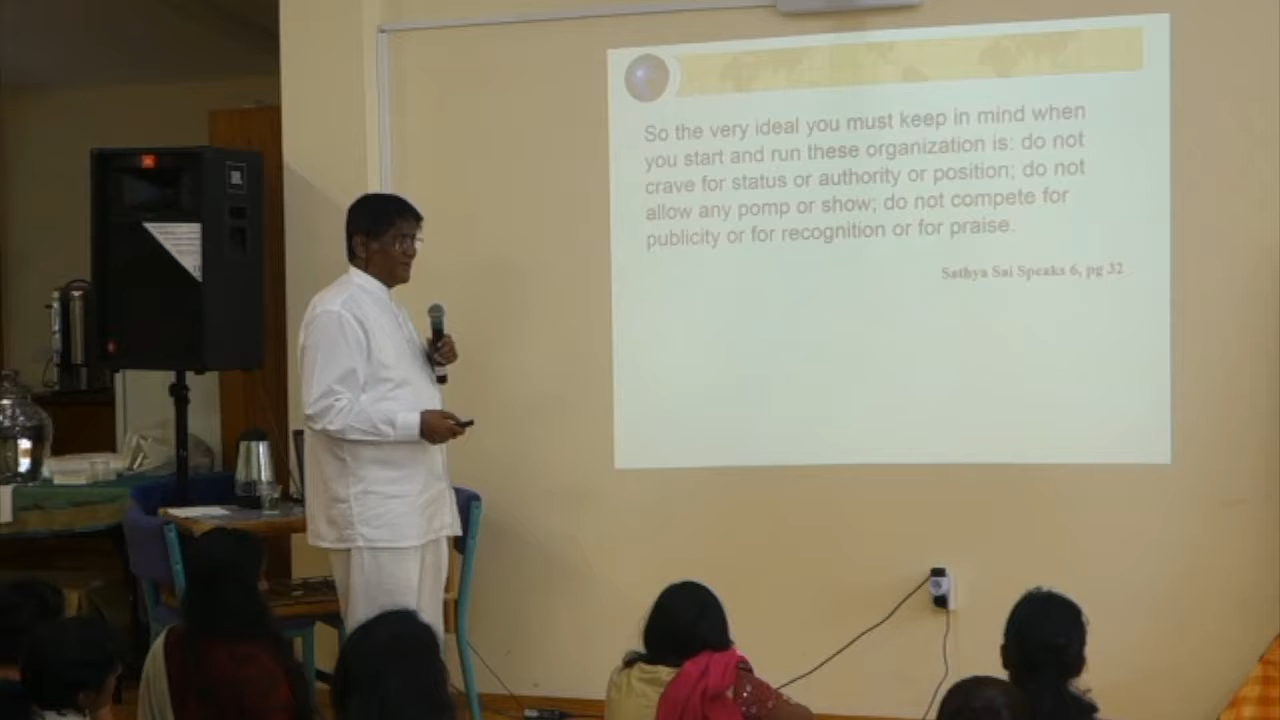 So the very ideal you must keep in mind when
you start and run these organization is: do not
crave for status or authority or position; do not
allow any pomp or show; do not compete for
publicity or for recognition or for praise.
Sathya Sai Speaks 6, pg 32
JBL